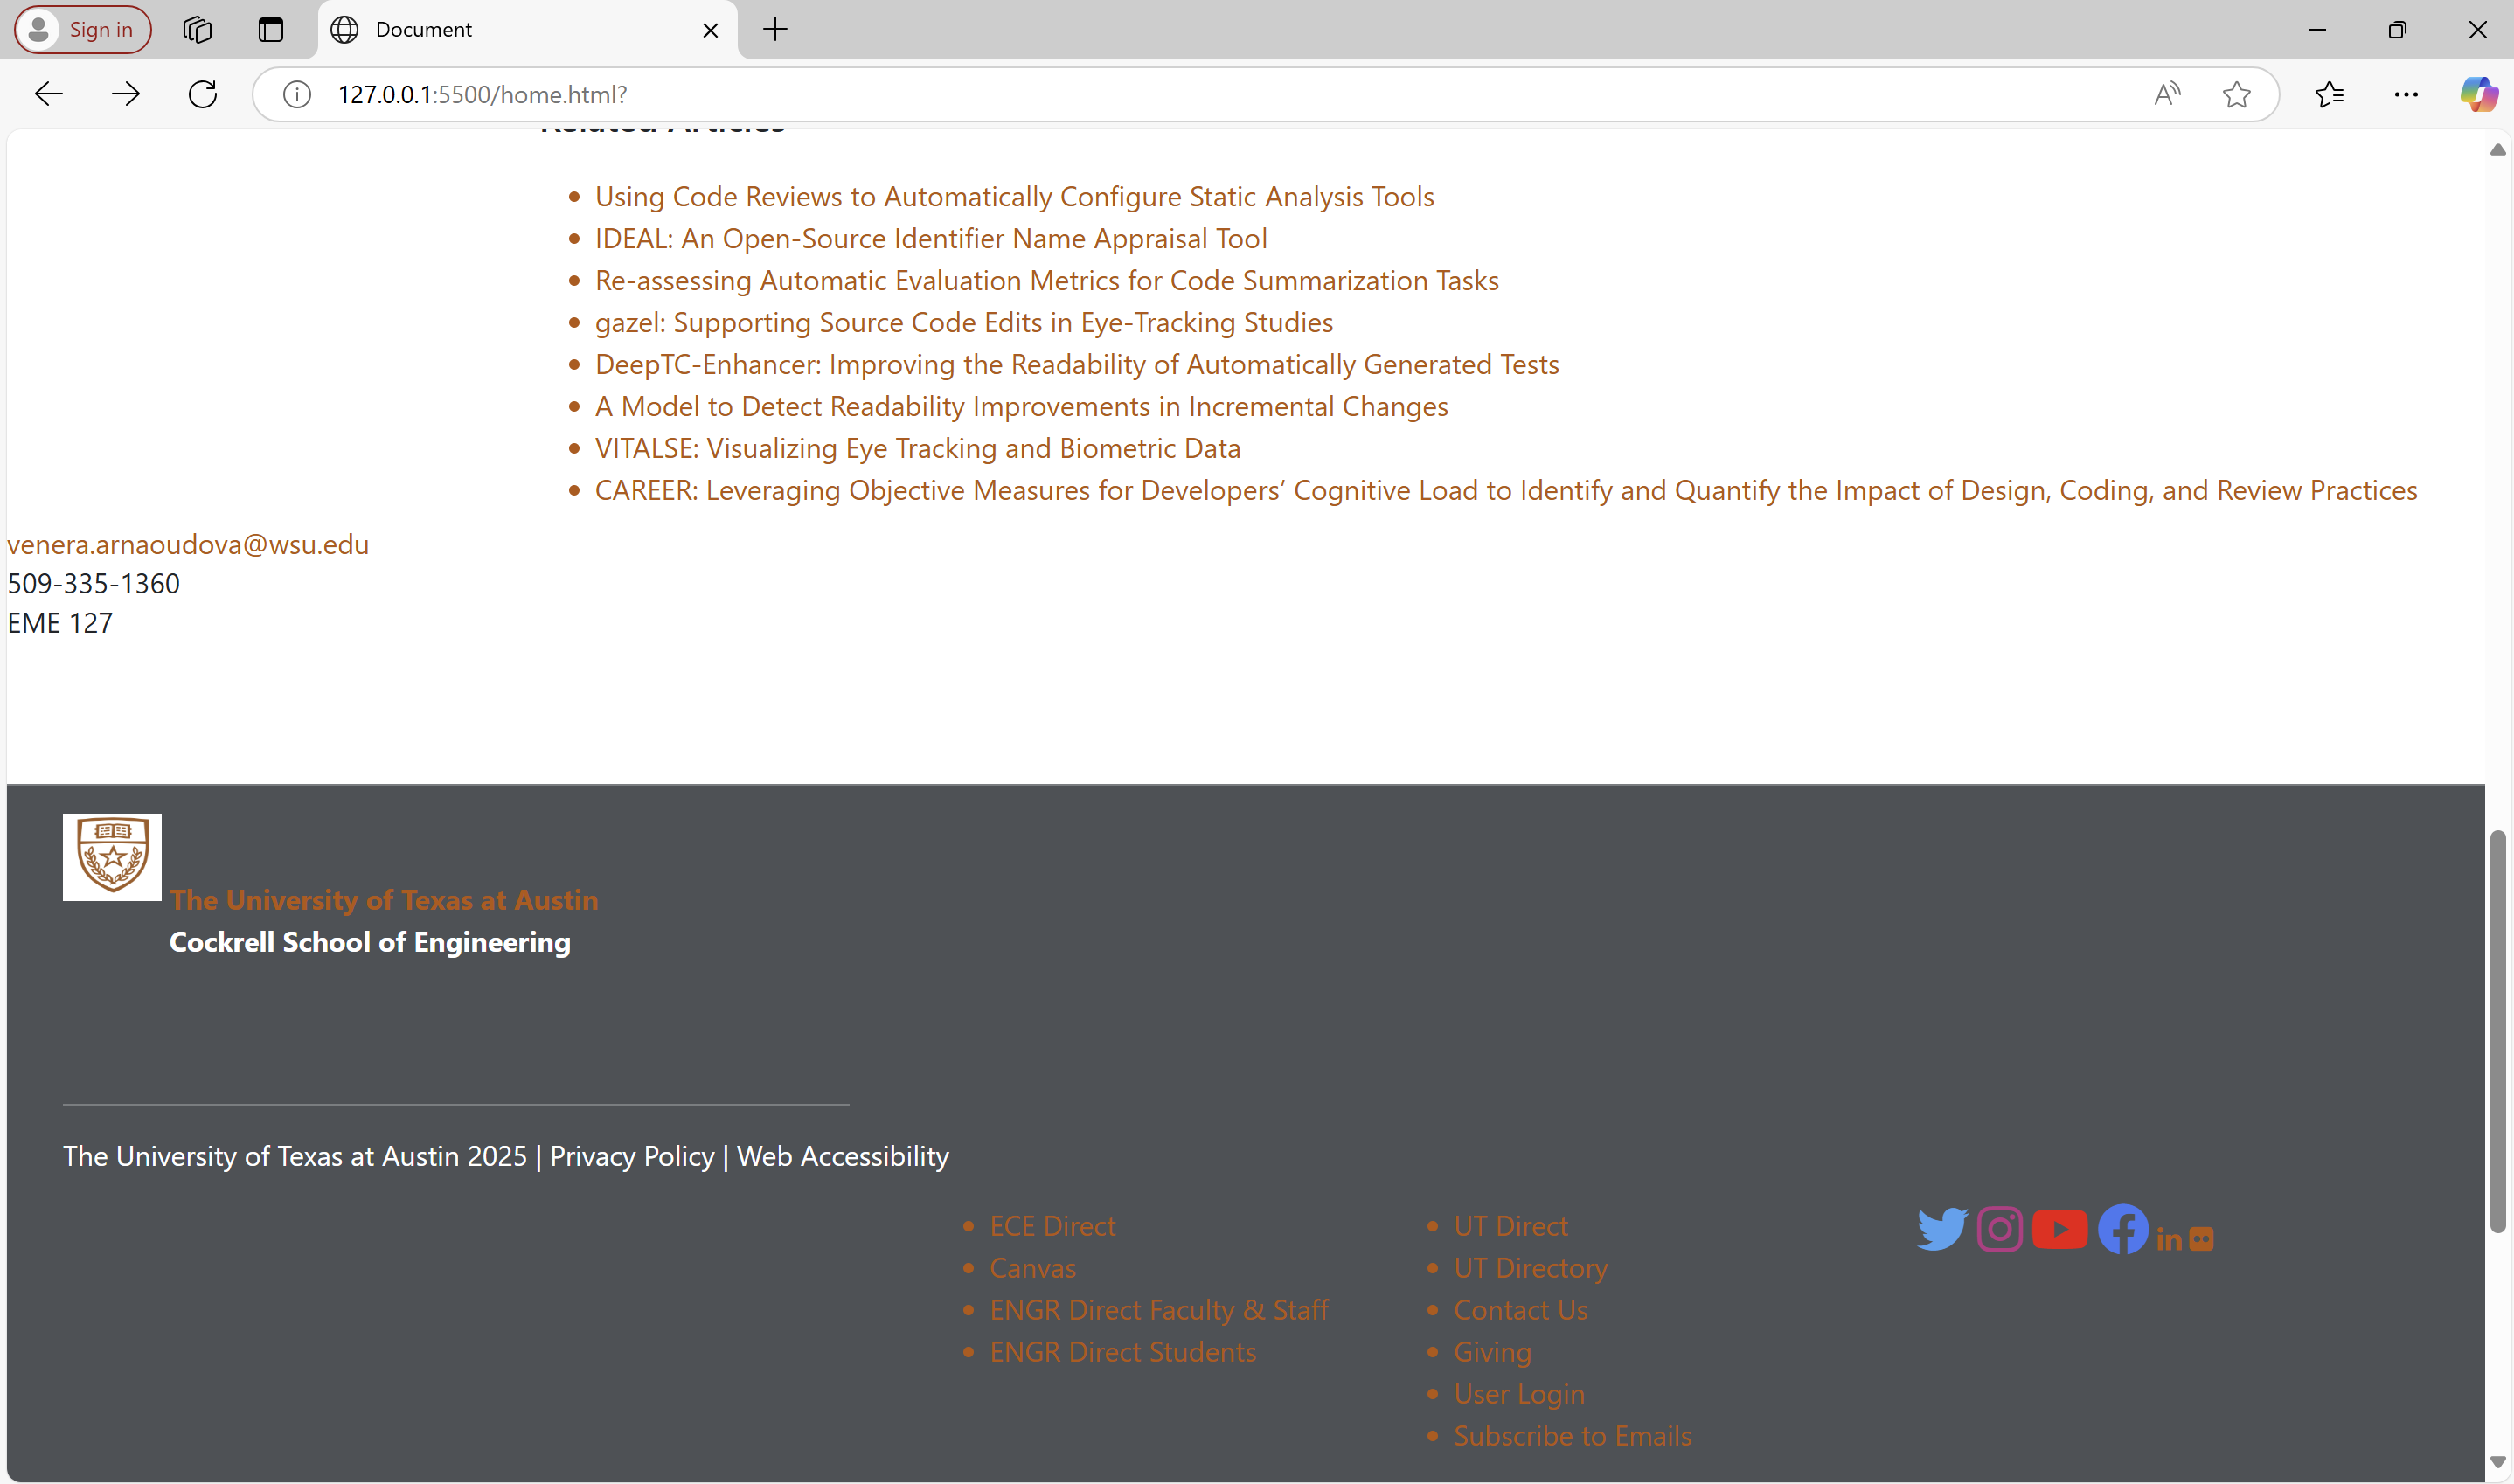 Sign in
Document
127.0.0.1:5500/home.html?
Related Articles
Using Code Reviews to Automatically Configure Static Analysis Tools
IDEAL: An Open-Source Identifier Name Appraisal Tool
Re-assessing Automatic Evaluation Metrics for Code Summarization Tasks
gazel: Supporting Source Code Edits in Eye-Tracking Studies
DeepTC-Enhancer: Improving the Readability of Automatically Generated Tests
A Model to Detect Readability Improvements in Incremental Changes
VITALSE: Visualizing Eye Tracking and Biometric Data
CAREER: Leveraging Objective Measures for Developers’ Cognitive Load to Identify and Quantify the Impact of Design, Coding, and Review Practices
venera.arnaoudova@wsu.edu
509-335-1360
EME 127
The University of Texas at Austin
Cockrell School of Engineering
The University of Texas at Austin 2025 | Privacy Policy | Web Accessibility
ECE Direct
Canvas
ENGR Direct Faculty & Staff
ENGR Direct Students
UT Direct
UT Directory
Contact Us
Giving
User Login
Subscribe to Emails